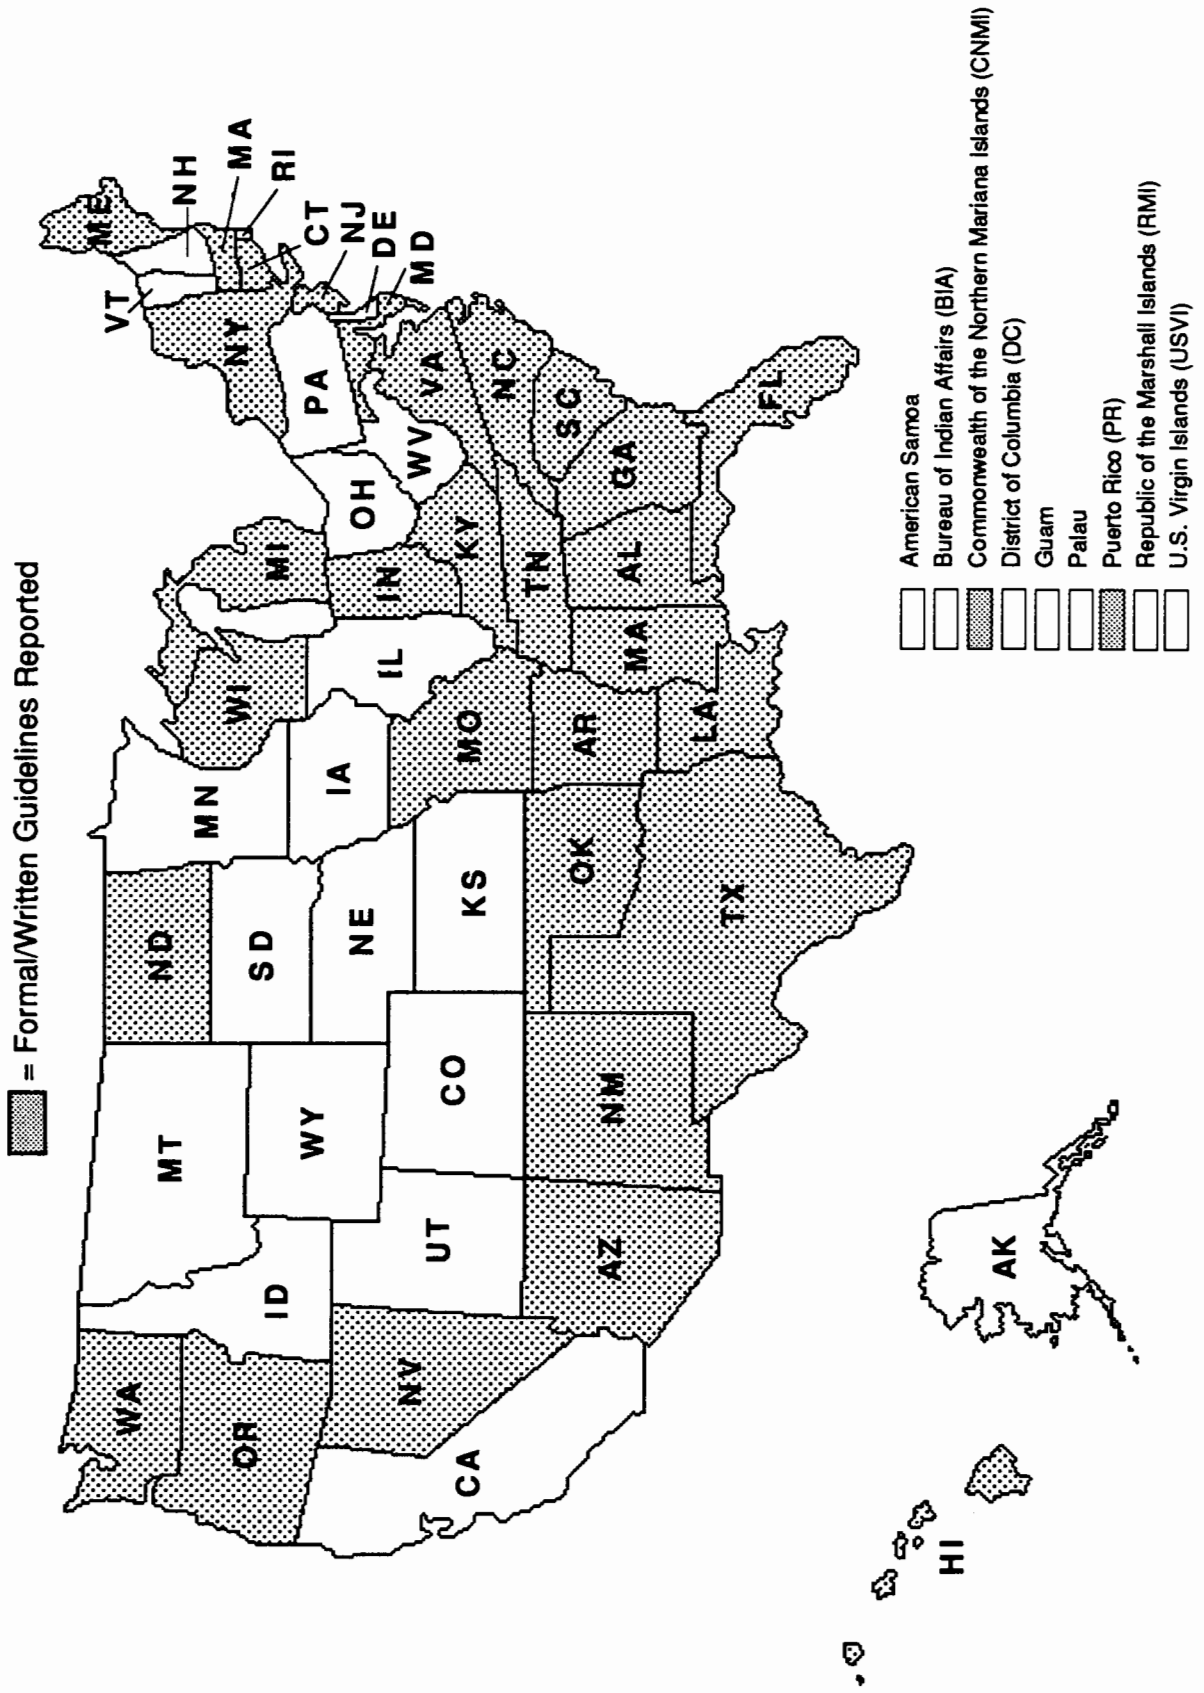 = Formal/Written Guidelines Reported
WA
OR
CA
NV
ID
MT
WY
UT
AZ
CO
NM
ND
SD
NE
KS
OK
TX
MN
IA
MO
AR
LA
WI
IL
MI
IN
OH
KY
TN
MA
AL
GA
FL
SC
NC
VA
WV
PA
NY
VT
ME
NH
MA
RI
CT
NJ
DE
MD
AK
HI
American Samoa
Bureau of Indian Affairs (BIA)
Commonwealth of the Northern Mariana Islands (CNMI)
District of Columbia (DC)
Guam
Palau
Puerto Rico (PR)
Republic of the Marshall Islands (RMI)
U.S. Virgin Islands (USVI)